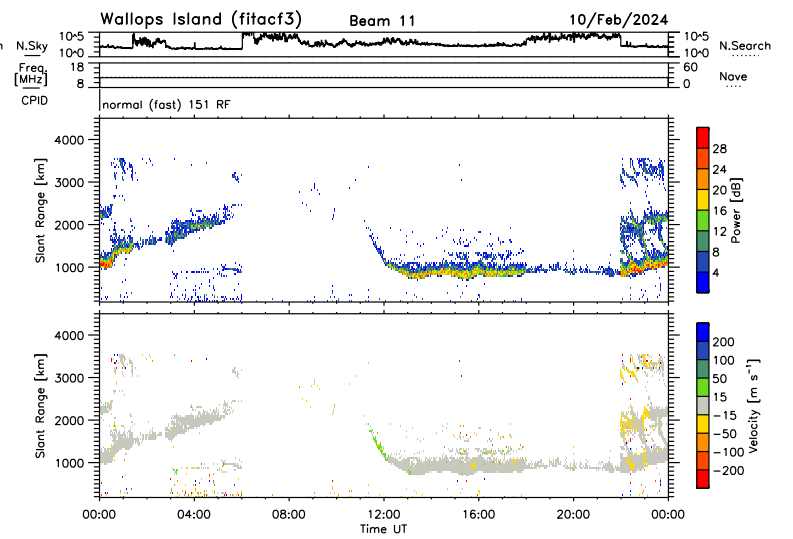 Wallops Island (fitacf3) Beam 11 10/Feb/2024
n N.Sky 10^5 10^0 10^5 10^0 N.Search
Freq. [MHz] 18 8 60 0 Nave
CPID normal (fast) 151 RF
Slant Range [km] 4000 3000 2000 1000
28 24 20 16 12 8 4 Power [dB]
Slant Range [km] 4000 3000 2000 1000
200 100 50 15 −15 −50 −100 −200 Velocity [m s⁻¹]
00:00 04:00 08:00 12:00 16:00 20:00 00:00
Time UT